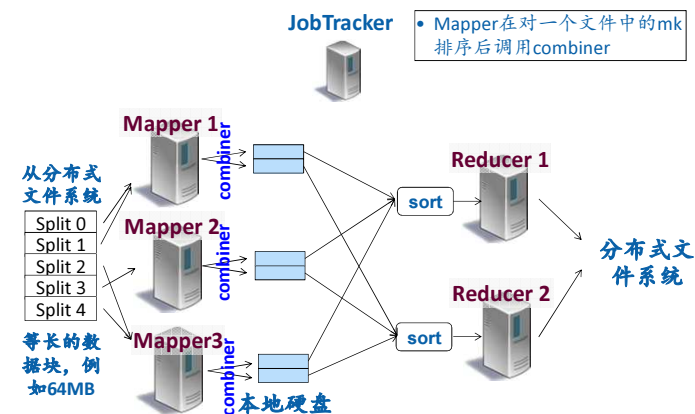 JobTracker
• Mapper在对一个文件中的mk
排序后调用combiner
Mapper 1
combiner
从分布式
文件系统
Split 0
Split 1
Split 2
Split 3
Split 4
等长的数
据块，例
如64MB
Mapper 2
combiner
Mapper3
combiner
本地硬盘
sort
Reducer 1
sort
Reducer 2
分布式文
件系统